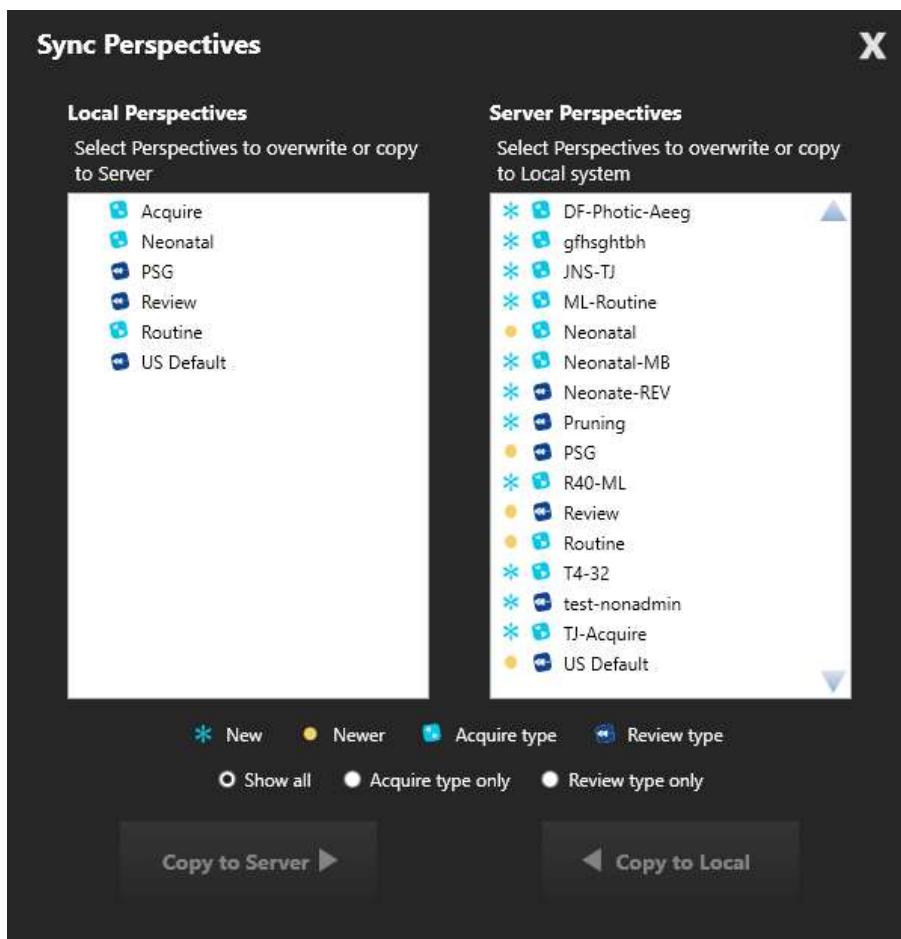 Sync Perspectives
X
Local Perspectives
Select Perspectives to overwrite or copy
to Server
Acquire
Neonatal
PSG
Review
Routine
US Default
Server Perspectives
Select Perspectives to overwrite or copy
to Local system
DF-Photic-Aeeg
gfhsghtbh
JNS-TJ
ML-Routine
Neonatal
Neonatal-MB
Neonate-REV
Pruning
PSG
R40-ML
Review
Routine
T4-32
test-nonadmin
TJ-Acquire
US Default
New Newer Acquire type Review type
Show all Acquire type only Review type only
Copy to Server Copy to Local